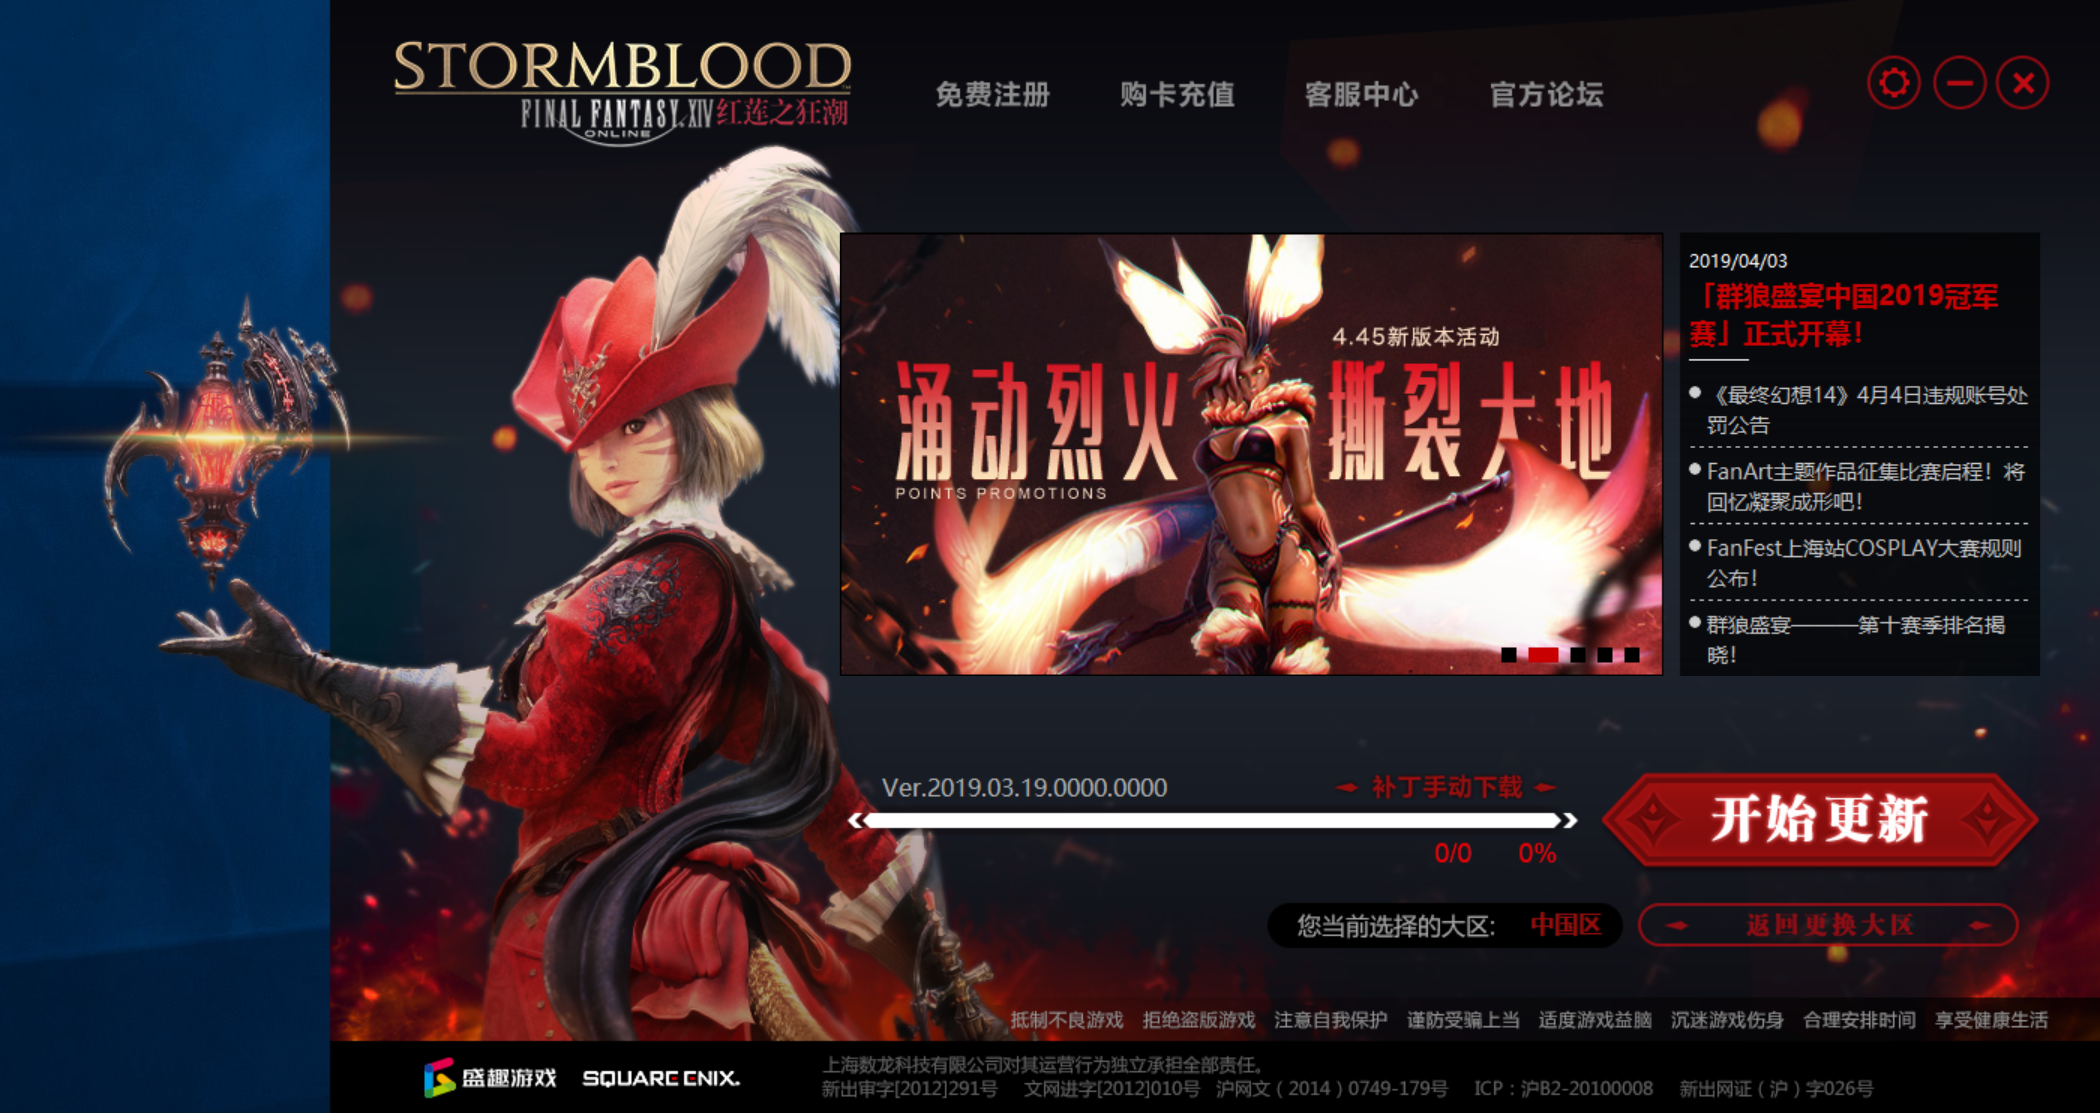 STORMBLOOD
FINAL FANTASY XIV 红莲之狂潮
ONLINE
免费注册 购卡充值 客服中心 官方论坛
4.45新版本活动
涌动烈火 撕裂大地
POINTS PROMOTIONS
2019/04/03
「群狼盛宴中国2019冠军
赛」正式开幕！
《最终幻想14》4月4日违规账号处
罚公告
FanArt主题作品征集比赛启程！将
回忆凝聚成形吧！
FanFest上海站COSPLAY大赛规则
公布！
群狼盛宴———第十赛季排名揭
晓！
Ver.2019.03.19.0000.0000
补丁手动下载
0/0 0%
开始更新
您当前选择的大区: 中国区
返回更换大区
抵制不良游戏 拒绝盗版游戏 注意自我保护 谨防受骗上当 适度游戏益脑 沉迷游戏伤身 合理安排时间 享受健康生活
盛趣游戏 SQUARE ENIX.
上海数龙科技有限公司对其运营行为独立承担全部责任。
新出审字[2012]291号 文网进字[2012]010号 沪网文（2014）0749-179号 ICP：沪B2-20100008 新出网证（沪）字026号